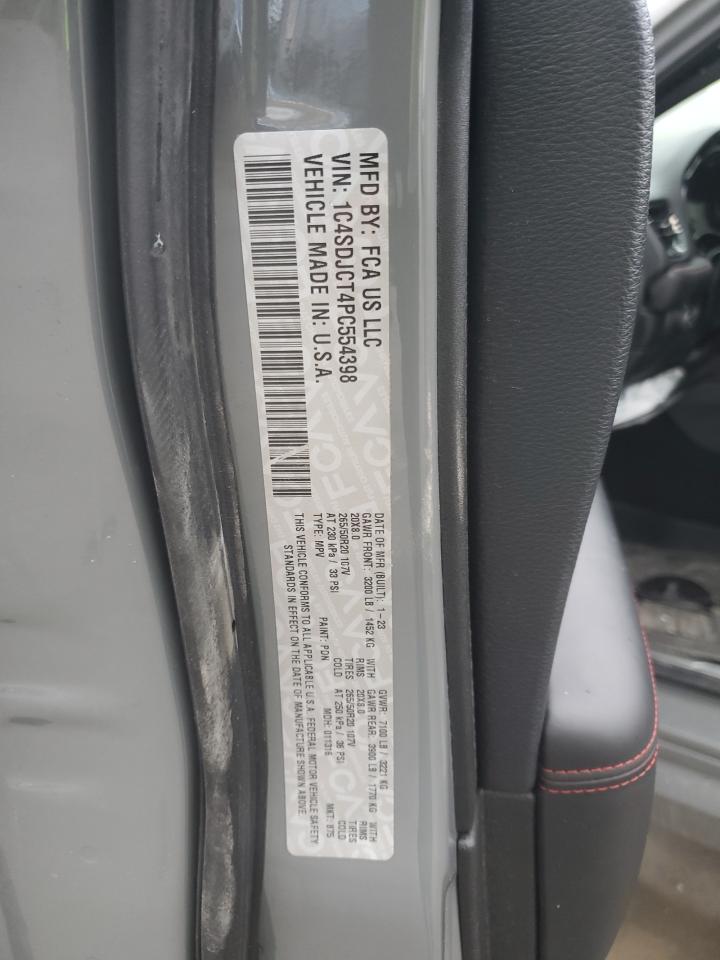 MFD BY: FCA US LLC
VIN: 1C4SDJCT4PC554398
VEHICLE MADE IN: U.S.A.
DATE OF MFR (BUILT): 1-23 GVWR: 7100 LB / 3221 KG
GAWR FRONT: 3200 LB / 1452 KG WITH GAWR REAR: 3900 LB / 1770 KG WITH
20X8.0 RIMS 20X8.0 RIMS
265/50R20 107V TIRES 265/50R20 107V TIRES
AT 230 kPa / 33 PSI COLD AT 250 kPa / 36 PSI COLD
TYPE: MPV PAINT: PDN MDH: 011316 MKT: 875
THIS VEHICLE CONFORMS TO ALL APPLICABLE U.S.A. FEDERAL MOTOR VEHICLE SAFETY
STANDARDS IN EFFECT ON THE DATE OF MANUFACTURE SHOWN ABOVE.